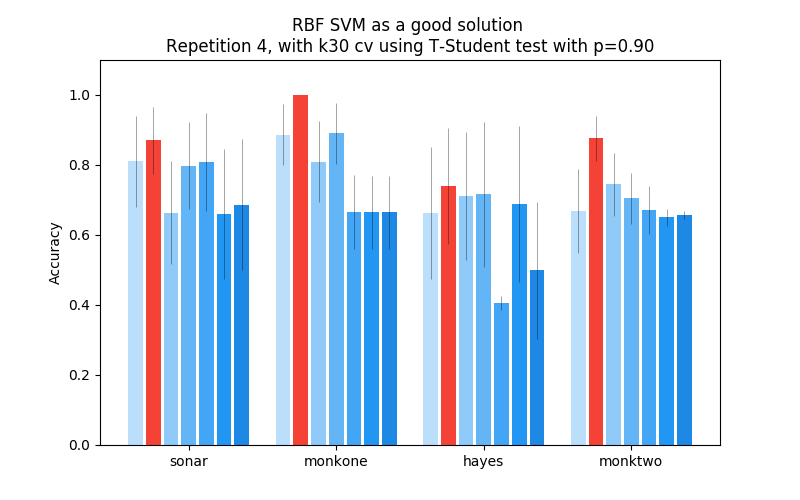 RBF SVM as a good solution
Repetition 4, with k30 cv using T-Student test with p=0.90
1.0
0.8
0.6
0.4
0.2
0.0
Accuracy
sonar monkone hayes monktwo